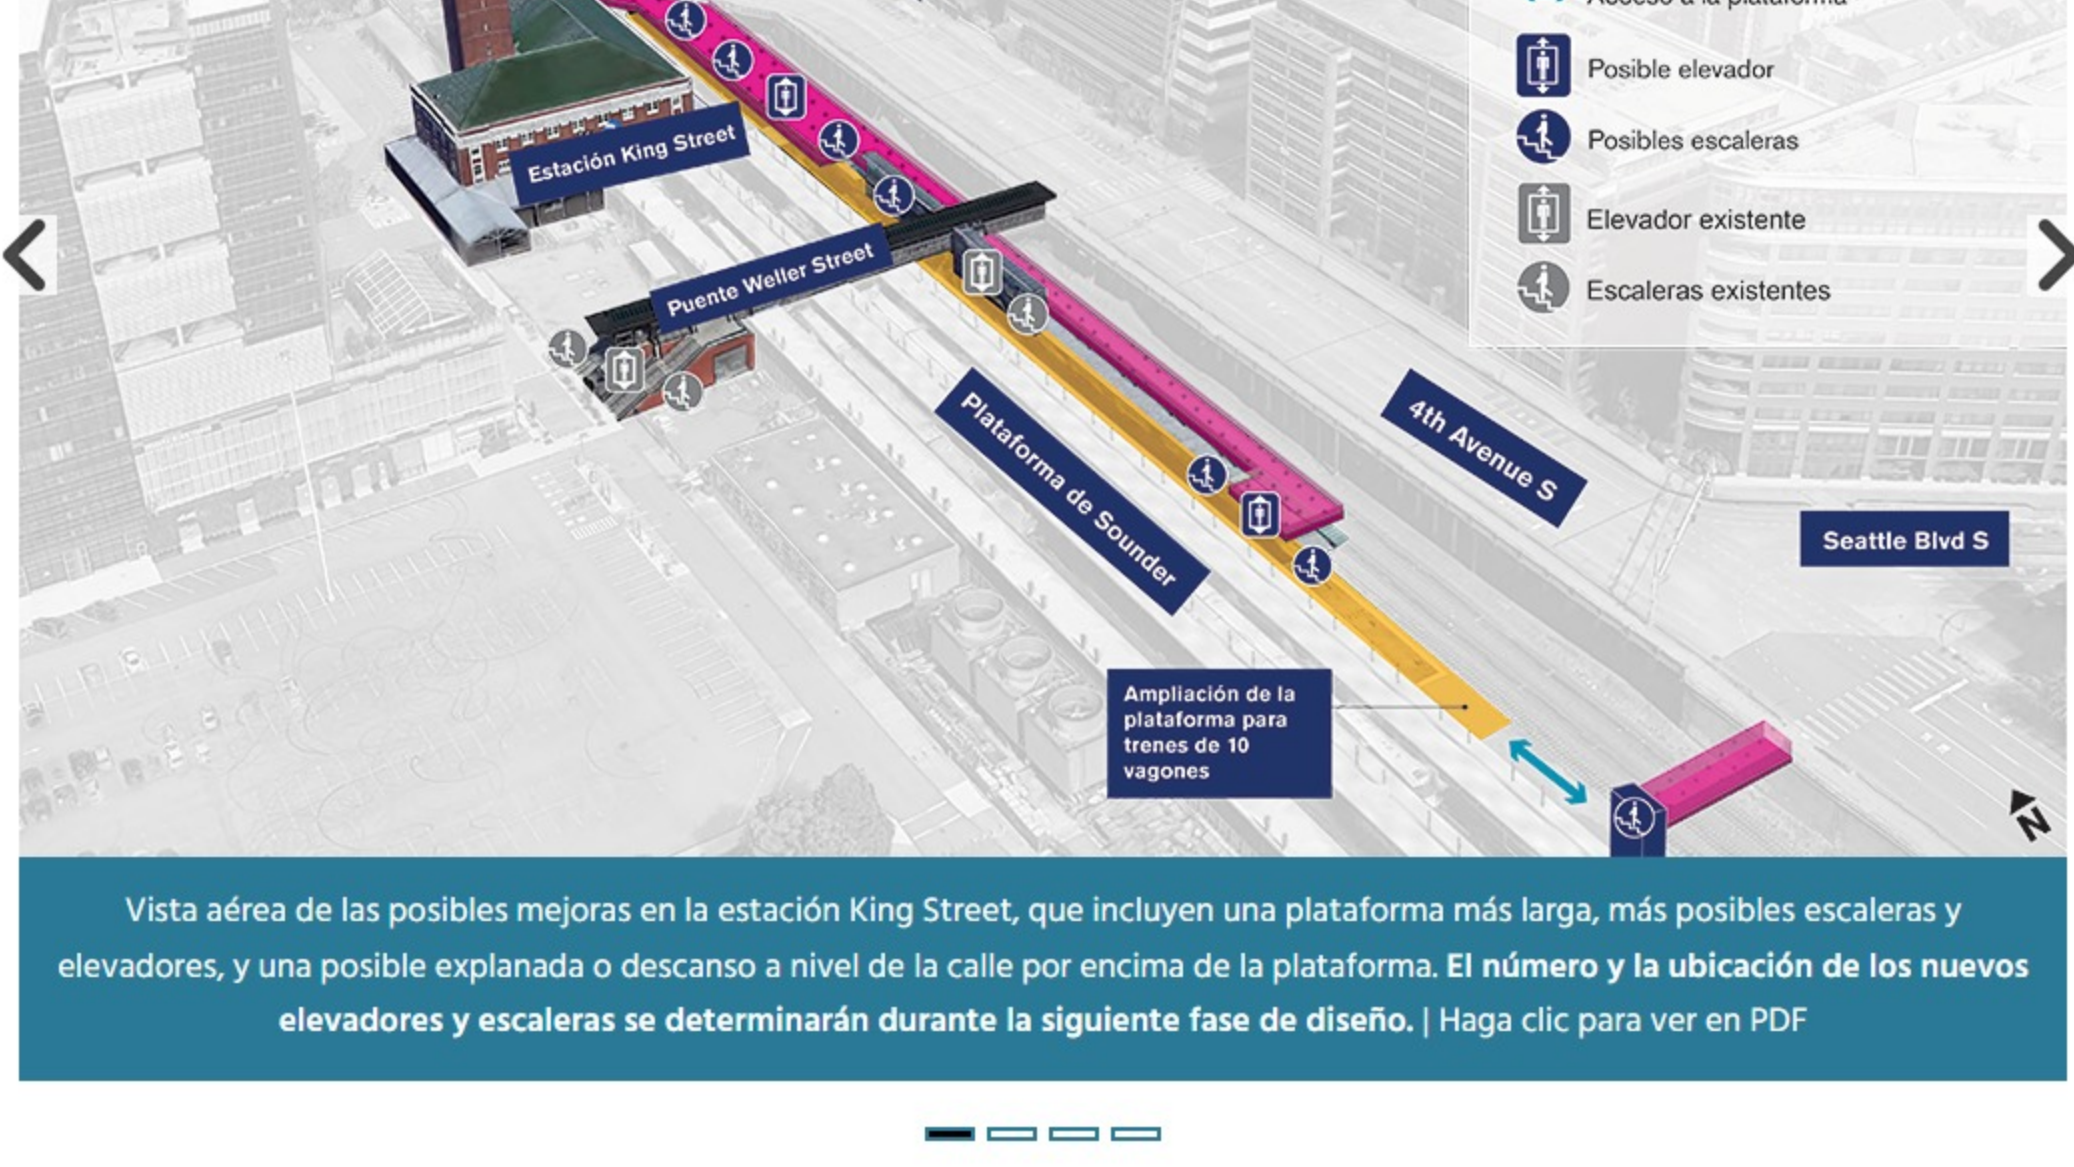 Acceso a la plataforma
Posible elevador
Posibles escaleras
Elevador existente
Escaleras existentes
Estación King Street
Puente Weller Street
Plataforma de Sounder
4th Avenue S
Seattle Blvd S
Ampliación de la
plataforma para
trenes de 10
vagones
N
Vista aérea de las posibles mejoras en la estación King Street, que incluyen una plataforma más larga, más posibles escaleras y
elevadores, y una posible explanada o descanso a nivel de la calle por encima de la plataforma. El número y la ubicación de los nuevos
elevadores y escaleras se determinarán durante la siguiente fase de diseño. | Haga clic para ver en PDF